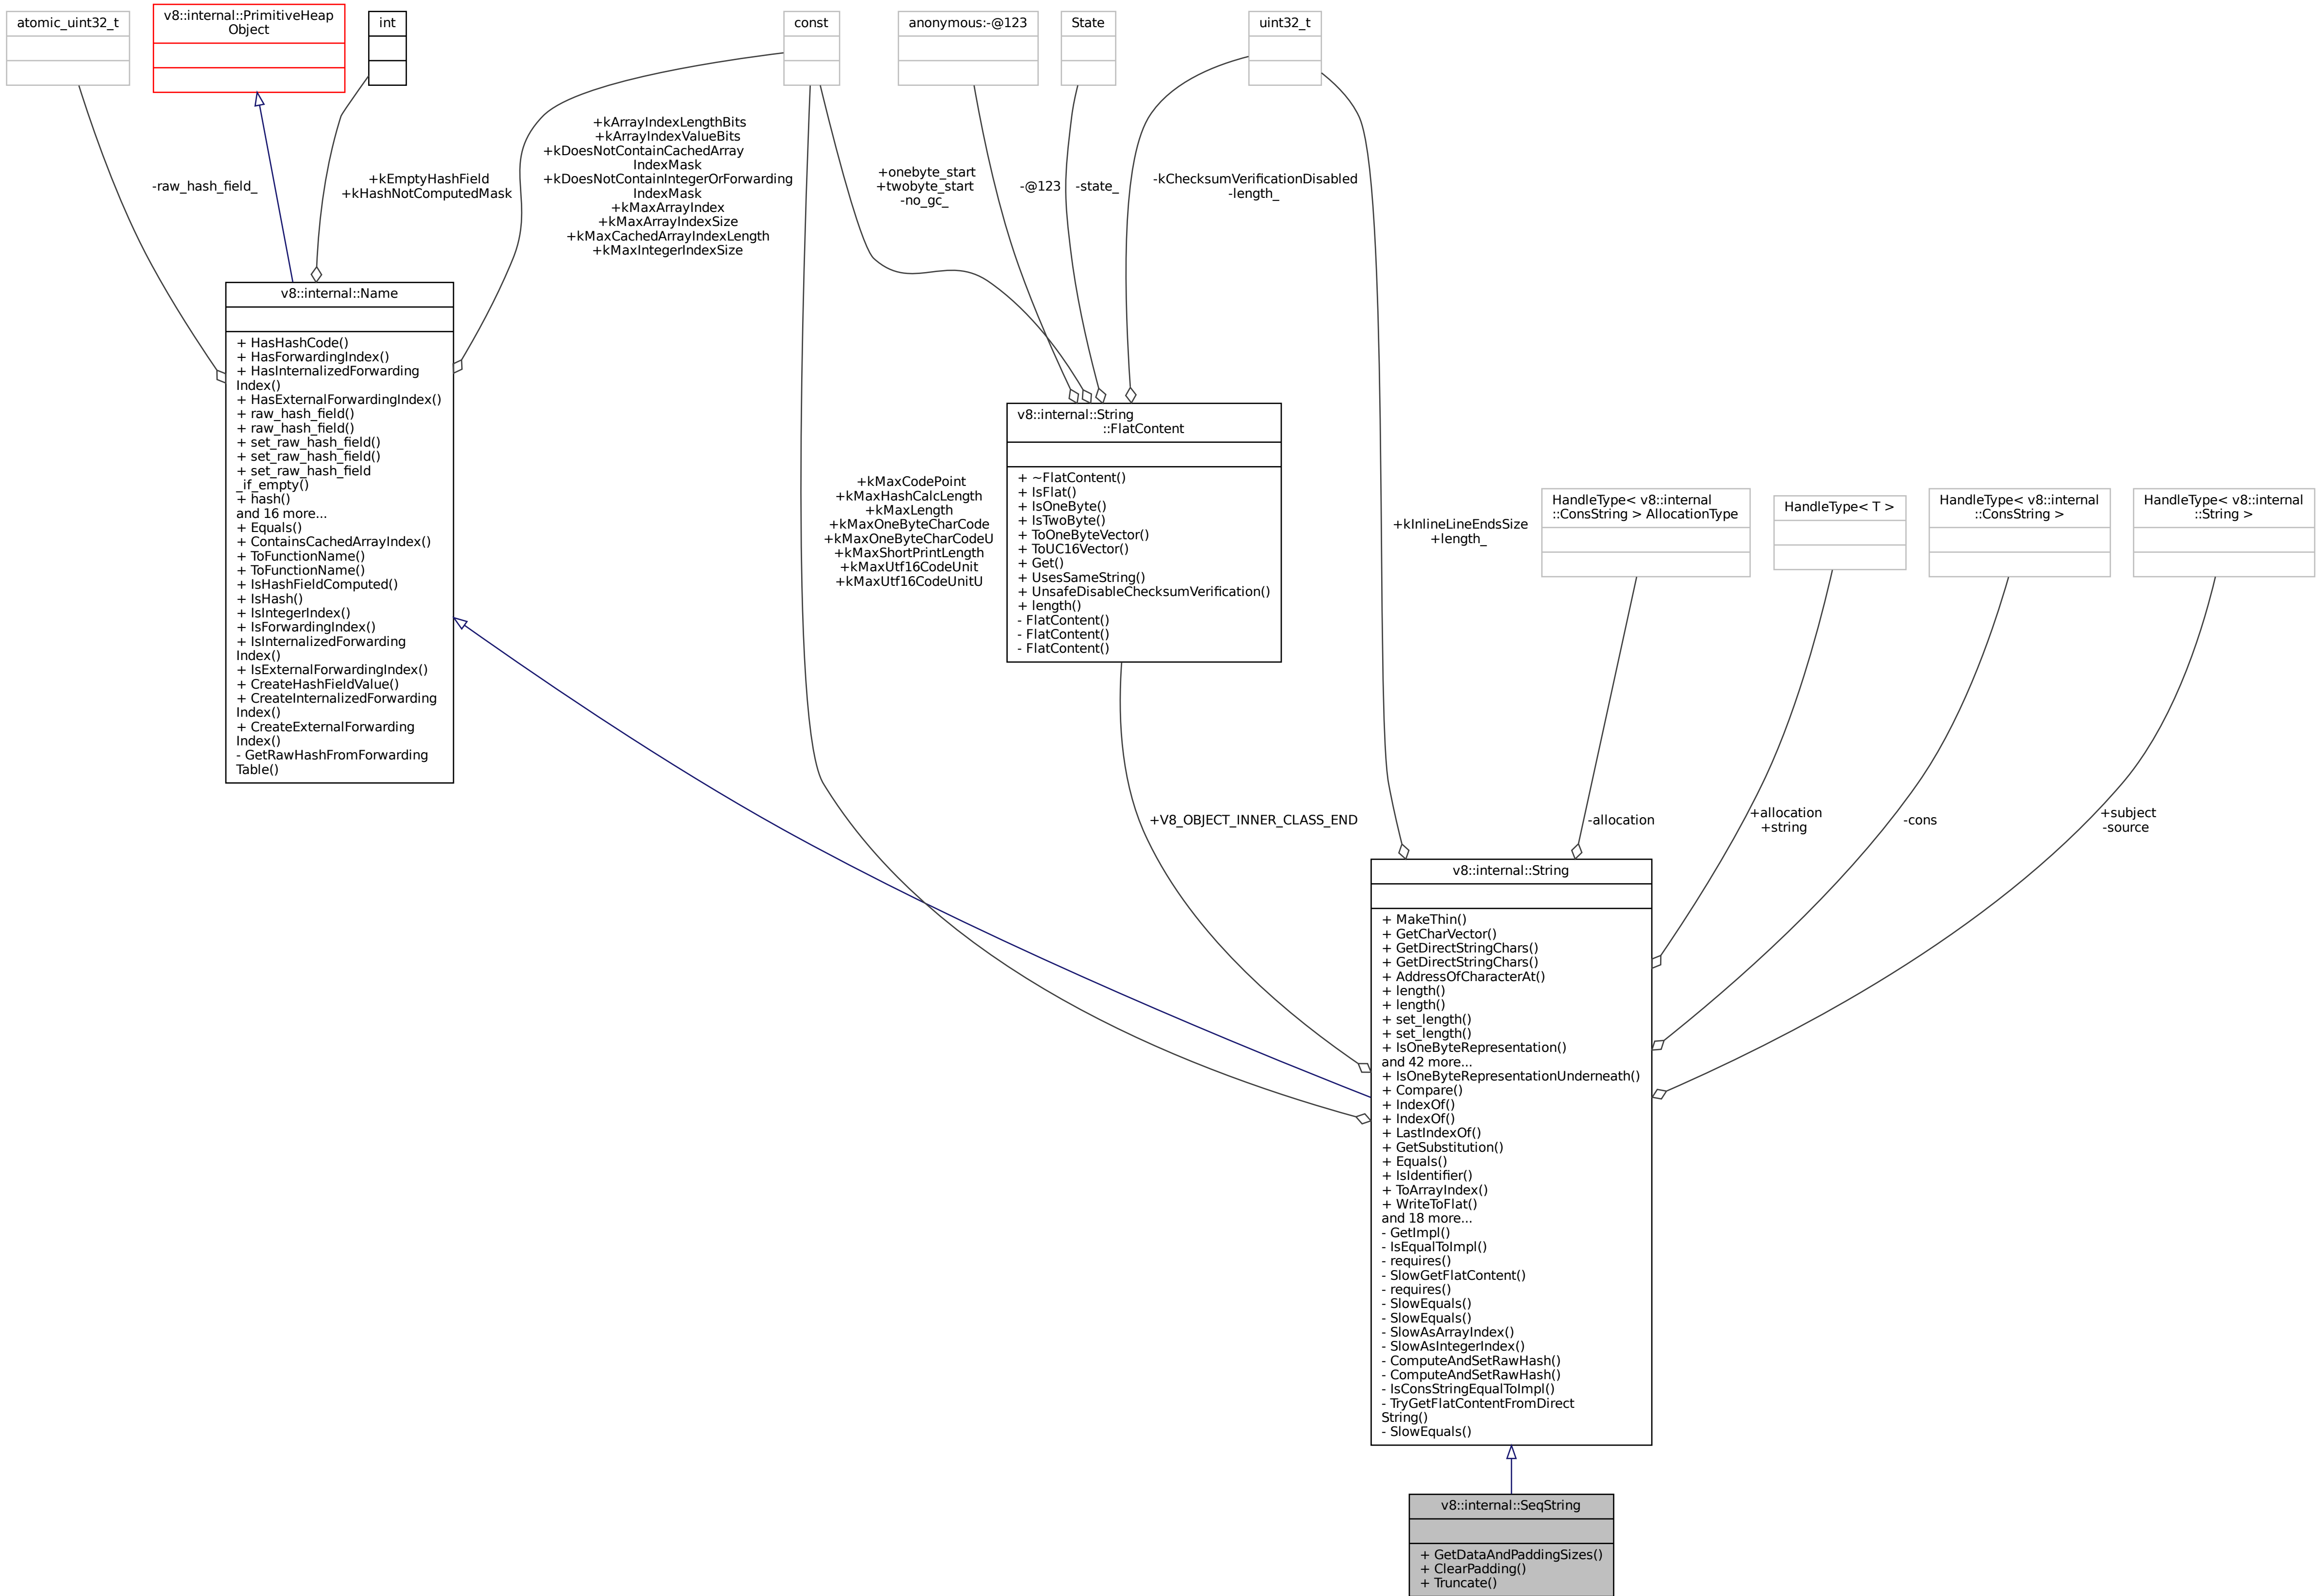 atomic_uint32_t
v8::internal::PrimitiveHeap
Object
int
const
anonymous:-@123
State
uint32_t
-raw_hash_field_
+kEmptyHashField
+kHashNotComputedMask
+kArrayIndexLengthBits
+kArrayIndexValueBits
+kDoesNotContainCachedArray
IndexMask
+kDoesNotContainIntegerOrForwarding
IndexMask
+kMaxArrayIndex
+kMaxArrayIndexSize
+kMaxCachedArrayIndexLength
+kMaxIntegerIndexSize
+onebyte_start
+twobyte_start
-no_gc_
-@123
-state_
-kChecksumVerificationDisabled
-length_
v8::internal::Name
+ HasHashCode()
+ HasForwardingIndex()
+ HasInternalizedForwarding
Index()
+ HasExternalForwardingIndex()
+ raw_hash_field()
+ raw_hash_field()
+ set_raw_hash_field()
+ set_raw_hash_field()
+ set_raw_hash_field
_if_empty()
+ hash()
and 16 more...
+ Equals()
+ ContainsCachedArrayIndex()
+ ToFunctionName()
+ ToFunctionName()
+ IsHashFieldComputed()
+ IsHash()
+ IsIntegerIndex()
+ IsForwardingIndex()
+ IsInternalizedForwarding
Index()
+ IsExternalForwardingIndex()
+ CreateHashFieldValue()
+ CreateInternalizedForwarding
Index()
+ CreateExternalForwarding
Index()
- GetRawHashFromForwarding
Table()
v8::internal::String
::FlatContent
+ ~FlatContent()
+ IsFlat()
+ IsOneByte()
+ IsTwoByte()
+ ToOneByteVector()
+ ToUC16Vector()
+ Get()
+ UsesSameString()
+ UnsafeDisableChecksumVerification()
+ length()
- FlatContent()
- FlatContent()
- FlatContent()
+kMaxCodePoint
+kMaxHashCalcLength
+kMaxLength
+kMaxOneByteCharCode
+kMaxOneByteCharCodeU
+kMaxShortPrintLength
+kMaxUtf16CodeUnit
+kMaxUtf16CodeUnitU
+kInlineLineEndsSize
+length_
HandleType< v8::internal
::ConsString > AllocationType
HandleType< T >
HandleType< v8::internal
::ConsString >
HandleType< v8::internal
::String >
+V8_OBJECT_INNER_CLASS_END
-allocation
+allocation
+string
-cons
+subject
-source
v8::internal::String
+ MakeThin()
+ GetCharVector()
+ GetDirectStringChars()
+ GetDirectStringChars()
+ AddressOfCharacterAt()
+ length()
+ length()
+ set_length()
+ set_length()
+ IsOneByteRepresentation()
and 42 more...
+ IsOneByteRepresentationUnderneath()
+ Compare()
+ IndexOf()
+ IndexOf()
+ LastIndexOf()
+ GetSubstitution()
+ Equals()
+ IsIdentifier()
+ ToArrayIndex()
+ WriteToFlat()
and 18 more...
- GetImpl()
- IsEqualToImpl()
- requires()
- SlowGetFlatContent()
- requires()
- SlowEquals()
- SlowEquals()
- SlowAsArrayIndex()
- SlowAsIntegerIndex()
- ComputeAndSetRawHash()
- ComputeAndSetRawHash()
- IsConsStringEqualToImpl()
- TryGetFlatContentFromDirect
String()
- SlowEquals()
v8::internal::SeqString
+ GetDataAndPaddingSizes()
+ ClearPadding()
+ Truncate()